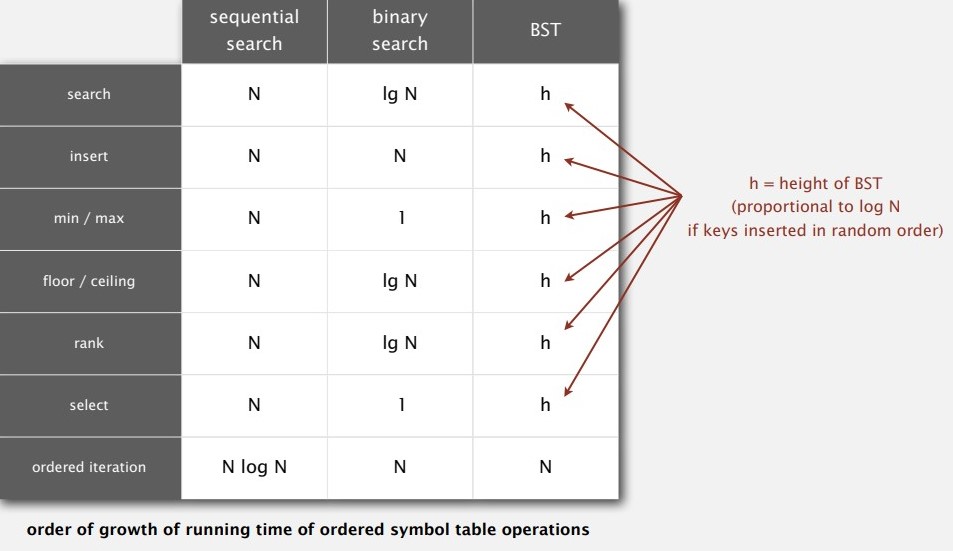 sequential search binary search BST
search N lg N h
insert N N h
min / max N 1 h
floor / ceiling N lg N h
rank N lg N h
select N 1 h
ordered iteration N log N N N
h = height of BST
(proportional to log N
if keys inserted in random order)
order of growth of running time of ordered symbol table operations